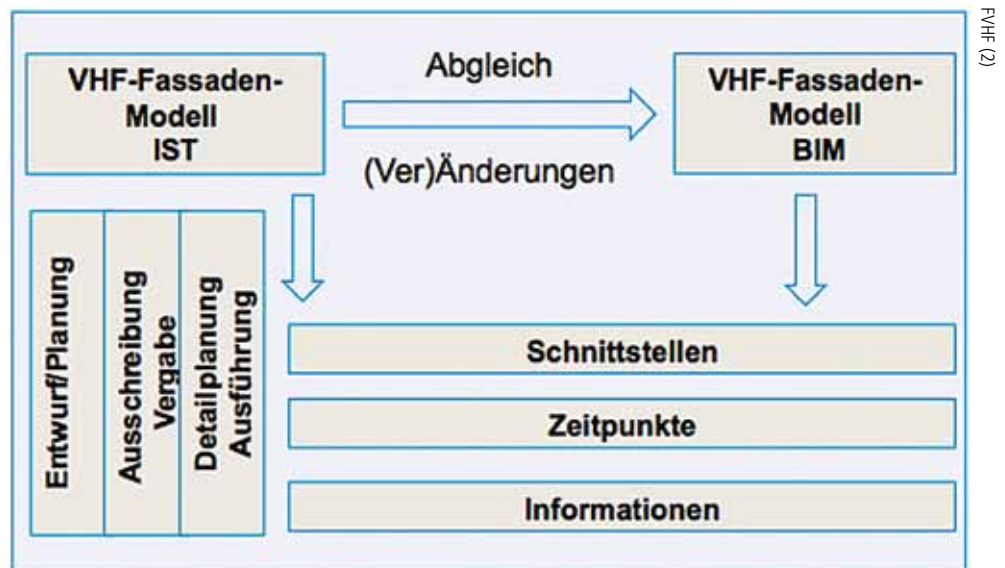 VHF-Fassaden-
Modell
IST
Abgleich
(Ver)Änderungen
VHF-Fassaden-
Modell
BIM
Entwurf/Planung
Ausschreibung
Vergabe
Detailplanung
Ausführung
Schnittstellen
Zeitpunkte
Informationen
FVHF (2)